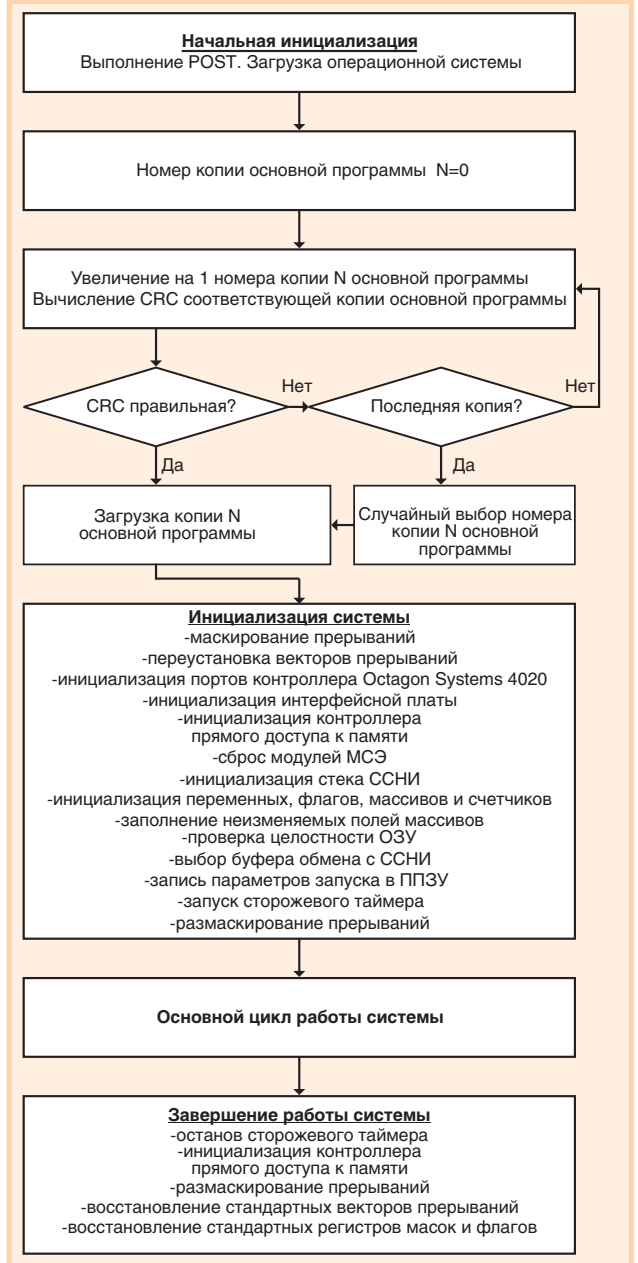 Начальная инициализация
Выполнение POST. Загрузка операционной системы
Номер копии основной программы N=0
Увеличение на 1 номера копии N основной программы
Вычисление CRC соответствующей копии основной программы
CRC правильная?
Нет
Последняя копия?
Нет
Да
Да
Загрузка копии N
основной программы
Случайный выбор номера
копии N основной
программы
Инициализация системы
-маскирование прерываний
-переустановка векторов прерываний
-инициализация портов контроллера Octagon Systems 4020
-инициализация интерфейсной платы
-инициализация контроллера
прямого доступа к памяти
-сброс модулей МСЭ
-инициализация стека ССНИ
-инициализация переменных, флагов, массивов и счетчиков
-заполнение неизменяемых полей массивов
-проверка целостности ОЗУ
-выбор буфера обмена с ССНИ
-запись параметров запуска в ППЗУ
-запуск сторожевого таймера
-размаскирование прерываний
Основной цикл работы системы
Завершение работы системы
-останов сторожевого таймера
-инициализация контроллера
прямого доступа к памяти
-размаскирование прерываний
-восстановление стандартных векторов прерываний
-восстановление стандартных регистров масок и флагов